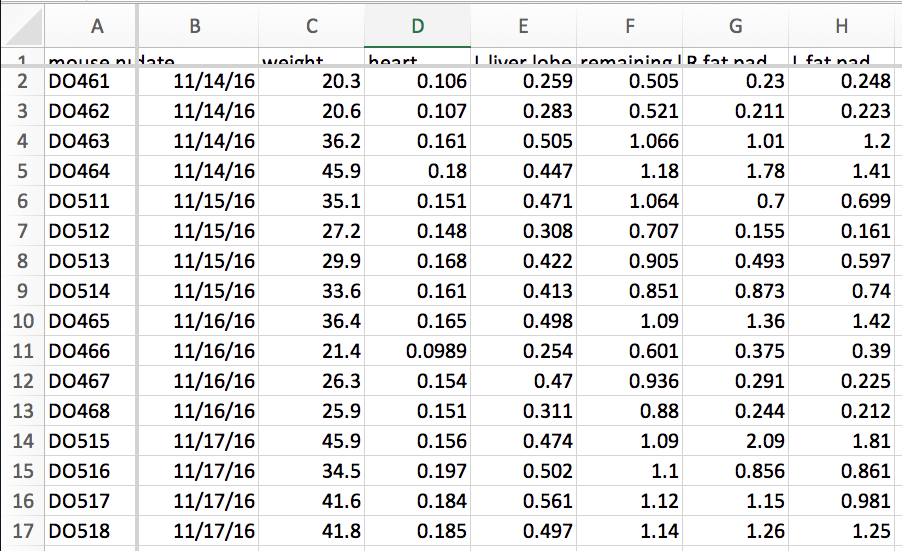 A B C D E F G H
1 mouse nu date weight heart L liver lobe remaining l R fat pad L fat pad
2 DO461 11/14/16 20.3 0.106 0.259 0.505 0.23 0.248
3 DO462 11/14/16 20.6 0.107 0.283 0.521 0.211 0.223
4 DO463 11/14/16 36.2 0.161 0.505 1.066 1.01 1.2
5 DO464 11/14/16 45.9 0.18 0.447 1.18 1.78 1.41
6 DO511 11/15/16 35.1 0.151 0.471 1.064 0.7 0.699
7 DO512 11/15/16 27.2 0.148 0.308 0.707 0.155 0.161
8 DO513 11/15/16 29.9 0.168 0.422 0.905 0.493 0.597
9 DO514 11/15/16 33.6 0.161 0.413 0.851 0.873 0.74
10 DO465 11/16/16 36.4 0.165 0.498 1.09 1.36 1.42
11 DO466 11/16/16 21.4 0.0989 0.254 0.601 0.375 0.39
12 DO467 11/16/16 26.3 0.154 0.47 0.936 0.291 0.225
13 DO468 11/16/16 25.9 0.151 0.311 0.88 0.244 0.212
14 DO515 11/17/16 45.9 0.156 0.474 1.09 2.09 1.81
15 DO516 11/17/16 34.5 0.197 0.502 1.1 0.856 0.861
16 DO517 11/17/16 41.6 0.184 0.561 1.12 1.15 0.981
17 DO518 11/17/16 41.8 0.185 0.497 1.14 1.26 1.25